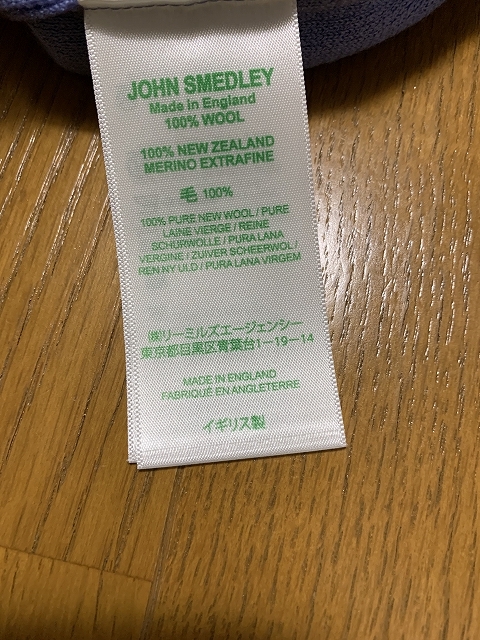 JOHN SMEDLEY
Made in England
100% WOOL
100% NEW ZEALAND
MERINO EXTRAFINE
毛 100%
100% PURE NEW WOOL / PURE
LAINE VIERGE / REINE
SCHURWOLLE / PURA LANA
VERGINE / ZUIVER SCHEERWOL /
REN NY ULD / PURA LANA VIRGEM
㈱リーミルズエージェンシー
東京都目黒区青葉台1-19-14
MADE IN ENGLAND
FABRIQUÉ EN ANGLETERRE
イギリス製